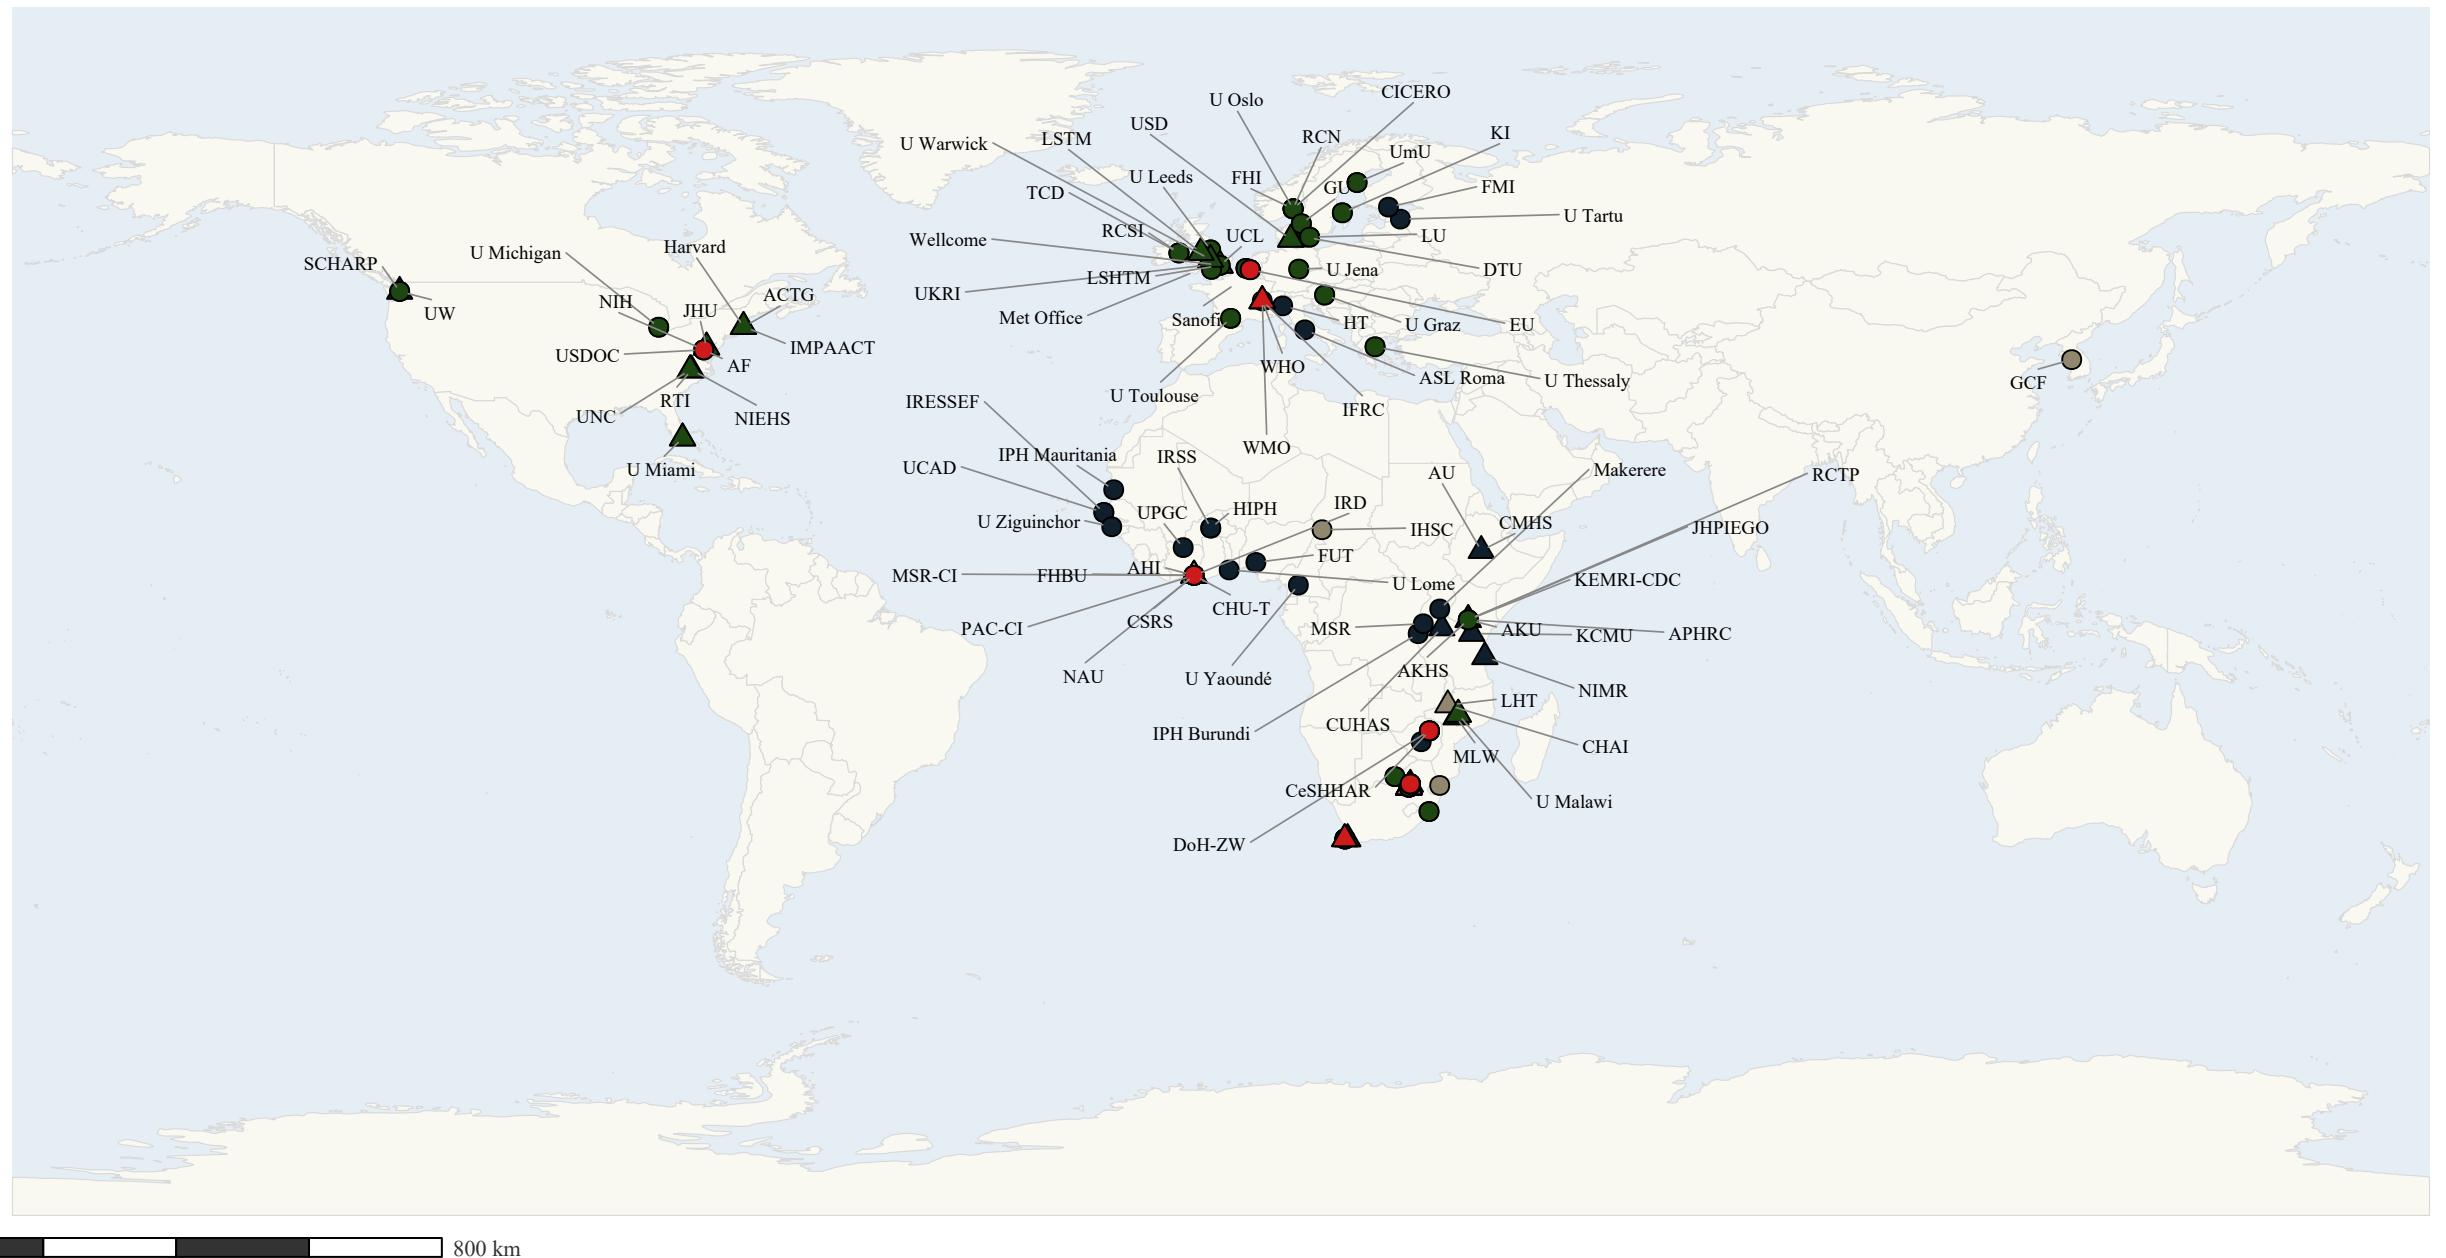 CICERO
U Oslo
USD
KI
LSTM
RCN
U Warwick
UmU
U Leeds
FHI
GU
FMI
TCD
U Tartu
RCSI
UCL
LU
Wellcome
Harvard
U Michigan
SCHARP
U Jena
DTU
LSHTM
UKRI
ACTG
NIH
JHU
UW
Met Office
Sanofi
HT
U Graz
EU
IMPAACT
USDOC
AF
WHO
ASL Roma
U Thessaly
GCF
U Toulouse
RTI
IRESSEF
IFRC
UNC
NIEHS
WMO
IPH Mauritania
IRSS
U Miami
UCAD
AU
Makerere
RCTP
IRD
HIPH
UPGC
U Ziguinchor
CMHS
IHSC
JHPIEGO
FUT
AHI
MSR-CI
FHBU
U Lome
KEMRI-CDC
CHU-T
CSRS
PAC-CI
MSR
AKU
KCMU
APHRC
AKHS
NAU
U Yaoundé
NIMR
LHT
CUHAS
IPH Burundi
CHAI
MLW
CeSHHAR
U Malawi
DoH-ZW
800 km